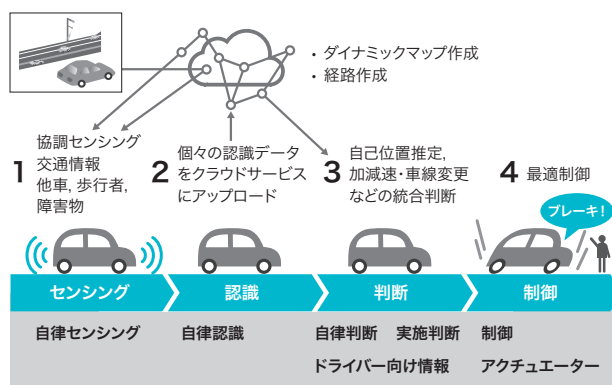 ・ダイナミックマップ作成
・経路作成
1 協調センシング
交通情報
他車, 歩行者,
障害物
2 個々の認識データ
をクラウドサービス
にアップロード
3 自己位置推定,
加減速・車線変更
などの統合判断
4 最適制御
ブレーキ!
センシング 認識 判断 制御
自律センシング 自律認識 自律判断 実施判断 制御
ドライバー向け情報 アクチュエーター